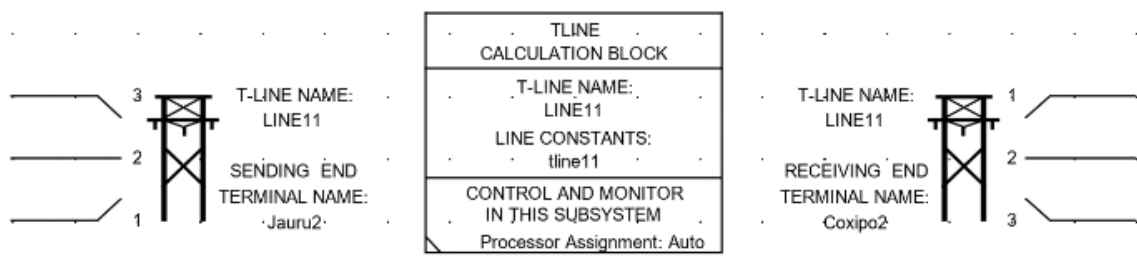 3
2
1
T-LINE NAME:
LINE11
SENDING END
TERMINAL NAME:
Jauru2
TLINE
CALCULATION BLOCK
T-LINE NAME:
LINE11
LINE CONSTANTS:
tline11
CONTROL AND MONITOR
IN THIS SUBSYSTEM
Processor Assignment: Auto
T-LINE NAME:
LINE11
RECEIVING END
TERMINAL NAME:
Coxipo2
1
2
3